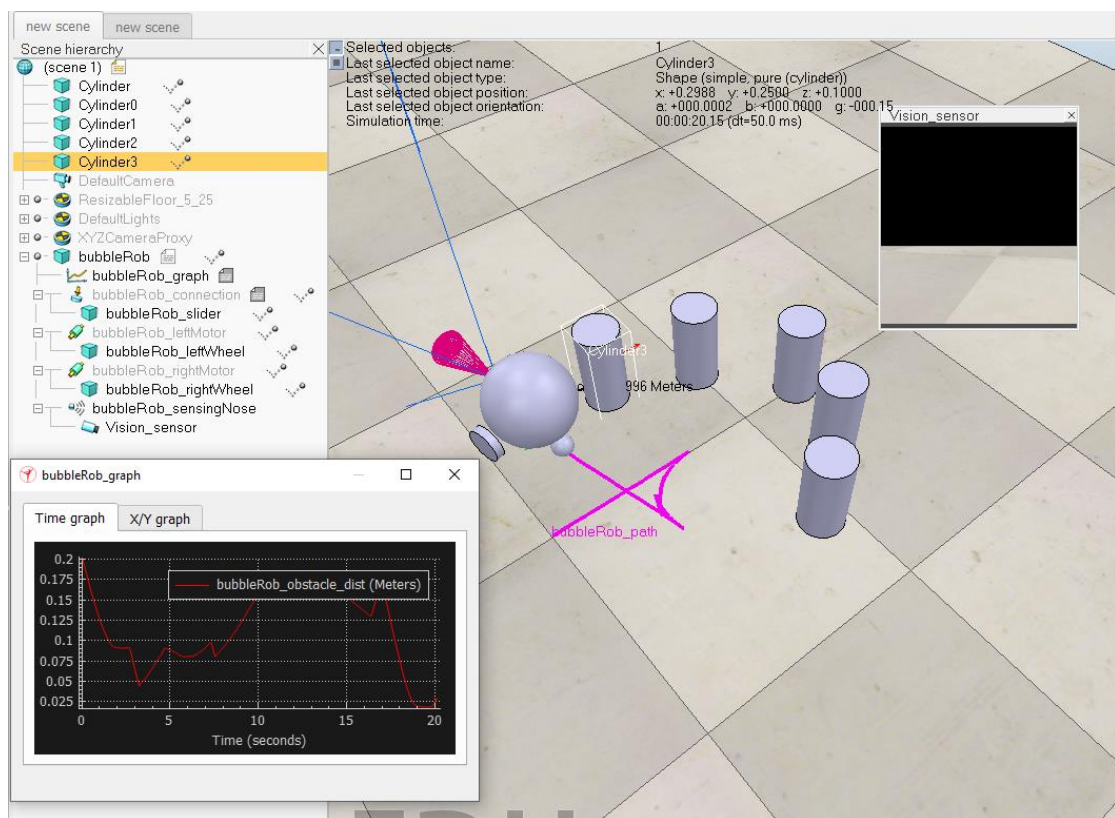 new scene new scene
Scene hierarchy
(scene 1)
Cylinder
Cylinder0
Cylinder1
Cylinder2
Cylinder3
DefaultCamera
ResizableFloor_5_25
DefaultLights
XYZCameraProxy
bubbleRob
bubbleRob_graph
bubbleRob_connection
bubbleRob_slider
bubbleRob_leftMotor
bubbleRob_leftWheel
bubbleRob_rightMotor
bubbleRob_rightWheel
bubbleRob_sensingNose
Vision_sensor
Selected objects: 1
Last selected object name: Cylinder3
Last selected object type: Shape (simple, pure (cylinder))
Last selected object position: x: +0.2988 y: +0.2500 z: +0.1000
Last selected object orientation: a: +000.0002 b: +000.0000 g: -000.15
Simulation time: 00:00:20.15 (dt=50.0 ms)
Vision_sensor
Cylinder3
996 Meters
bubbleRob_path
bubbleRob_graph
Time graph X/Y graph
bubbleRob_obstacle_dist (Meters)
0.2
0.175
0.15
0.125
0.1
0.075
0.05
0.025
0 5 10 15 20
Time (seconds)